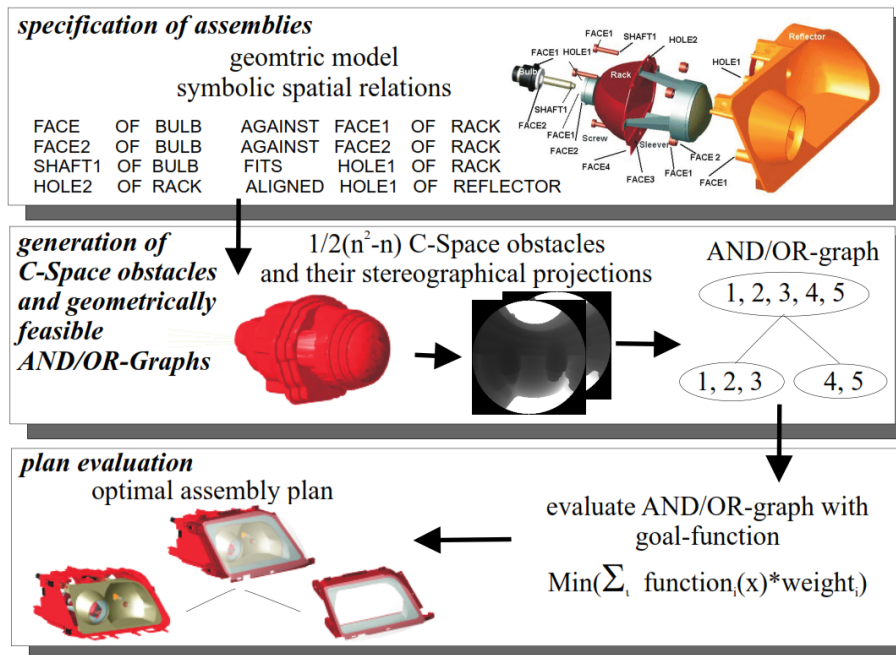 specification of assemblies
geomtric model
symbolic spatial relations
FACE OF BULB AGAINST FACE1 OF RACK
FACE2 OF BULB AGAINST FACE2 OF RACK
SHAFT1 OF BULB FITS HOLE1 OF RACK
HOLE2 OF RACK ALIGNED HOLE1 OF REFLECTOR
FACE1
SHAFT1
HOLE2
Reflector
FACE1
HOLE1
HOLE1
Bulb
Rack
SHAFT1
FACE2
FACE1
FACE2
Screw
Sleever
FACE2
FACE4
FACE3
FACE1
FACE1
generation of
C-Space obstacles
and geometrically
feasible
AND/OR-Graphs
1/2(n²-n) C-Space obstacles
and their stereographical projections
AND/OR-graph
1, 2, 3, 4, 5
1, 2, 3
4, 5
plan evaluation
optimal assembly plan
evaluate AND/OR-graph with
goal-function
Min(Σₜ functionᵢ(x)*weightᵢ)